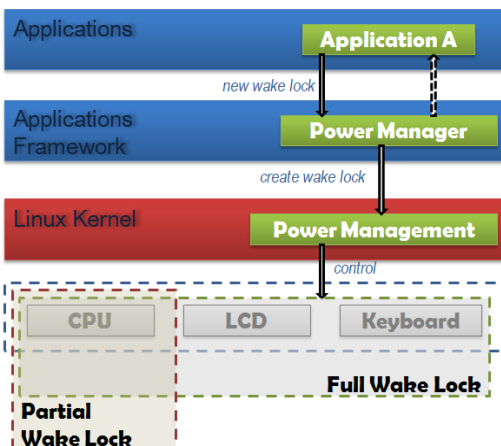 Applications
Application A
new wake lock
Applications
Framework
Power Manager
create wake lock
Linux Kernel
Power Management
control
CPU
LCD
Keyboard
Full Wake Lock
Partial
Wake Lock